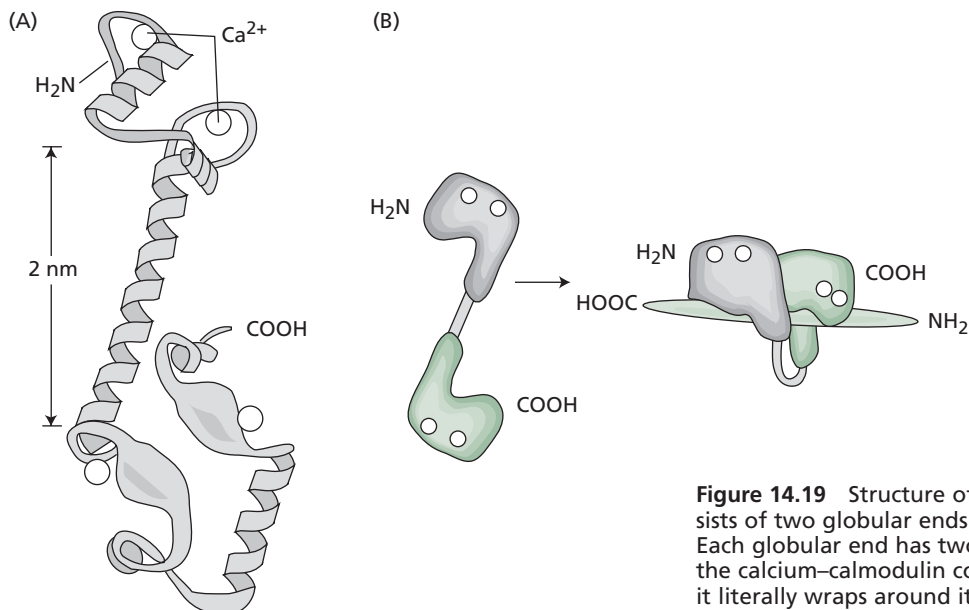 (A)
Ca²⁺
H₂N
2 nm
COOH
(B)
H₂N
COOH
H₂N
COOH
HOOC
NH₂
Figure 14.19 Structure of
sists of two globular ends
Each globular end has two
the calcium–calmodulin co
it literally wraps around it